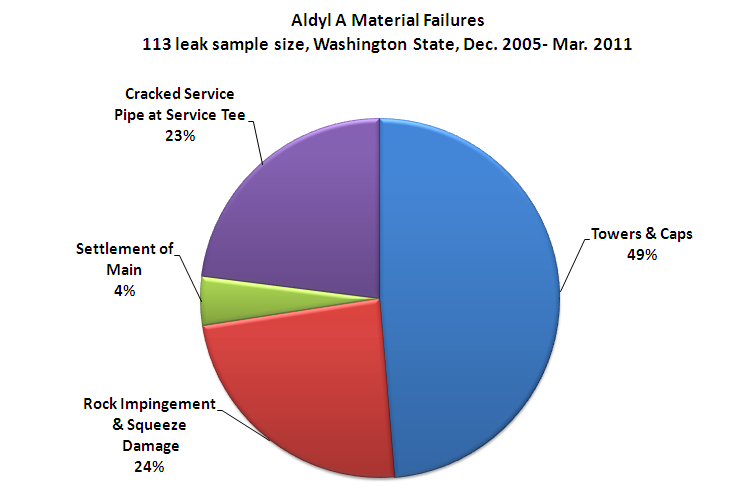 Aldyl A Material Failures
113 leak sample size, Washington State, Dec. 2005- Mar. 2011
Cracked Service
Pipe at Service Tee
23%
Towers & Caps
49%
Settlement of
Main
4%
Rock Impingement
& Squeeze
Damage
24%